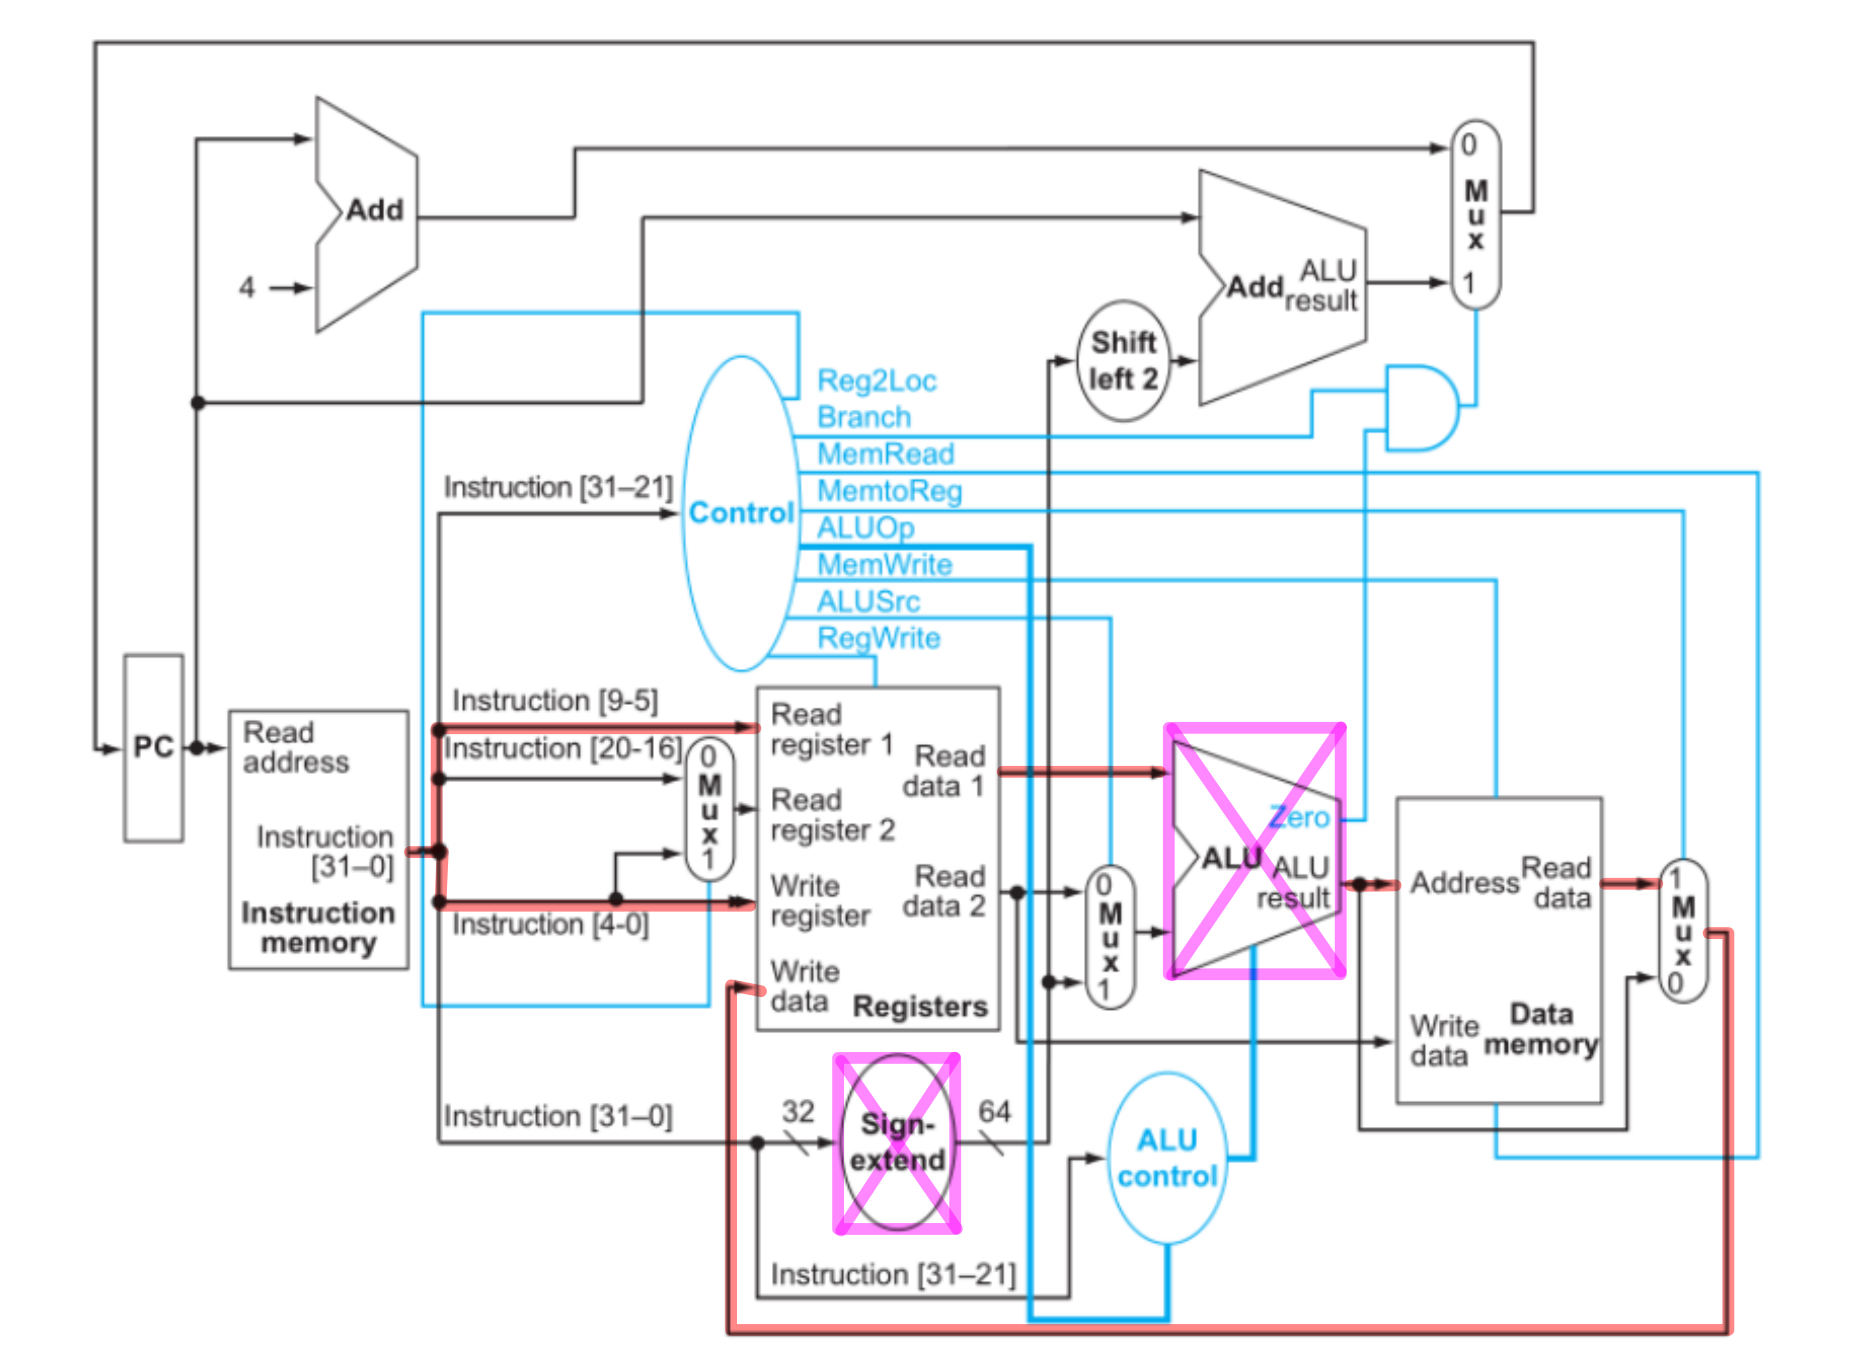 0
M
u
x
1
Add
4
Add
ALU
result
Shift
left 2
Reg2Loc
Branch
MemRead
MemtoReg
ALUOp
MemWrite
ALUSrc
RegWrite
Control
Instruction [31–21]
PC
Read
address
Instruction
[31–0]
Instruction
memory
Instruction [9-5]
Instruction [20-16]
Instruction [4-0]
0
M
u
x
1
Read
register 1
Read
register 2
Write
register
Write
data
Read
data 1
Read
data 2
Registers
0
M
u
x
1
Zero
ALU
ALU
result
Address
Read
data
Write
data
Data
memory
1
M
u
x
0
Instruction [31–0]
32
Sign-
extend
64
ALU
control
Instruction [31–21]